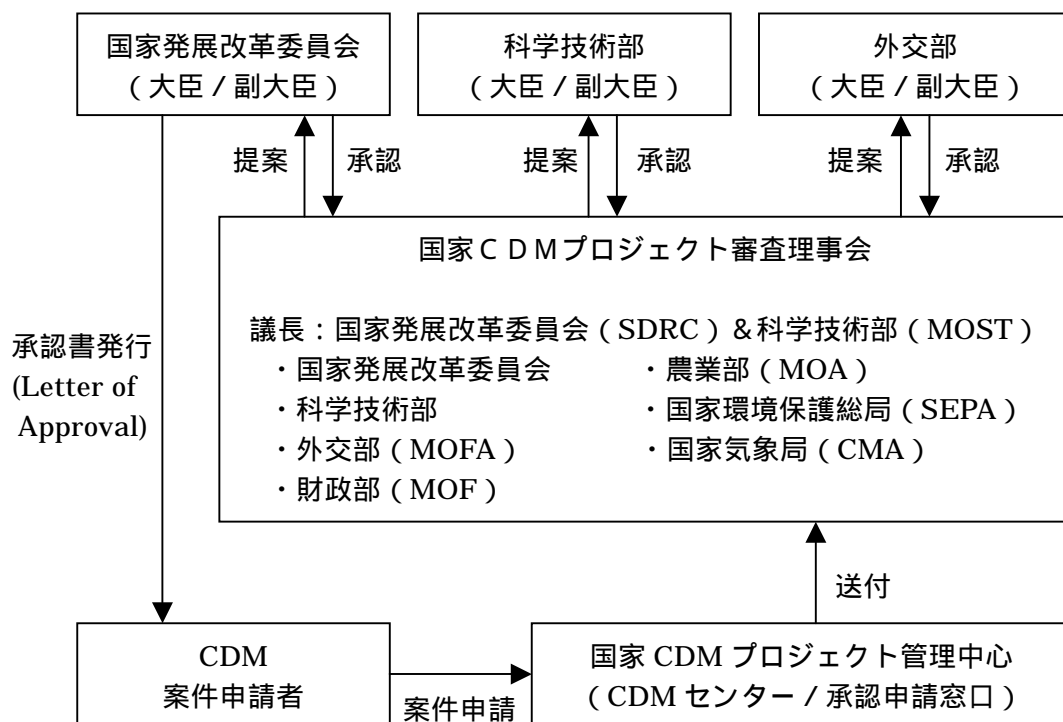 国家発展改革委員会
(大臣/副大臣)
科学技術部
(大臣/副大臣)
外交部
(大臣/副大臣)
提案
承認
提案
承認
提案
承認
国家CDMプロジェクト審査理事会
議長:国家発展改革委員会(SDRC)&科学技術部(MOST)
・国家発展改革委員会
・科学技術部
・外交部(MOFA)
・財政部(MOF)
・農業部(MOA)
・国家環境保護総局(SEPA)
・国家気象局(CMA)
承認書発行
(Letter of
Approval)
送付
CDM
案件申請者
案件申請
国家 CDM プロジェクト管理中心
(CDM センター/承認申請窓口)